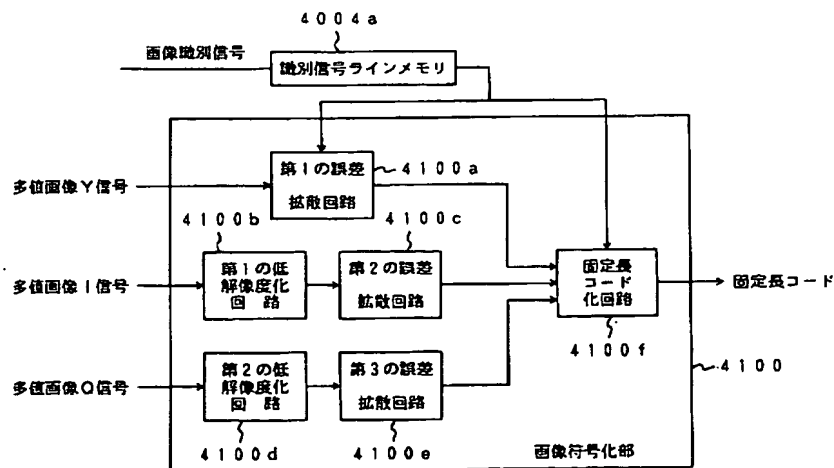 4004a
画像識別信号
識別信号ラインメモリ
第1の誤差
拡散回路
4100a
多値画像Y信号
4100b
4100c
第1の低
解像度化
回路
第2の誤差
拡散回路
固定長
コード
化回路
多値画像I信号
固定長コード
4100f
4100
多値画像Q信号
第2の低
解像度化
回路
第3の誤差
拡散回路
4100d
4100e
画像符号化部